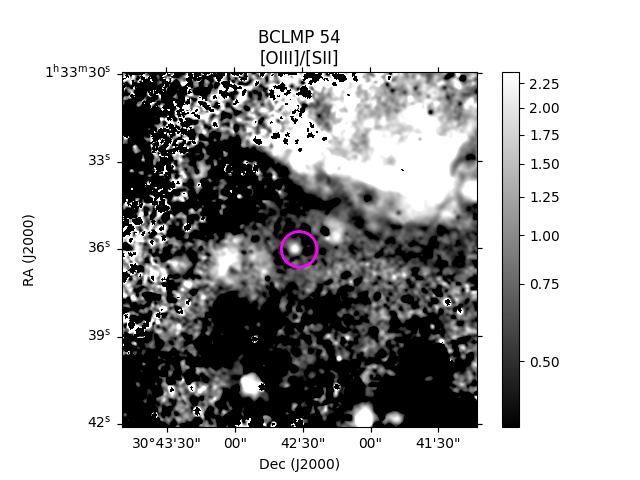 BCLMP 54
[OIII]/[SII]
1ʰ33ᵐ30ˢ
33ˢ
36ˢ
39ˢ
42ˢ
RA (J2000)
30°43'30"
00"
42'30"
00"
41'30"
Dec (J2000)
2.25
2.00
1.75
1.50
1.25
1.00
0.75
0.50